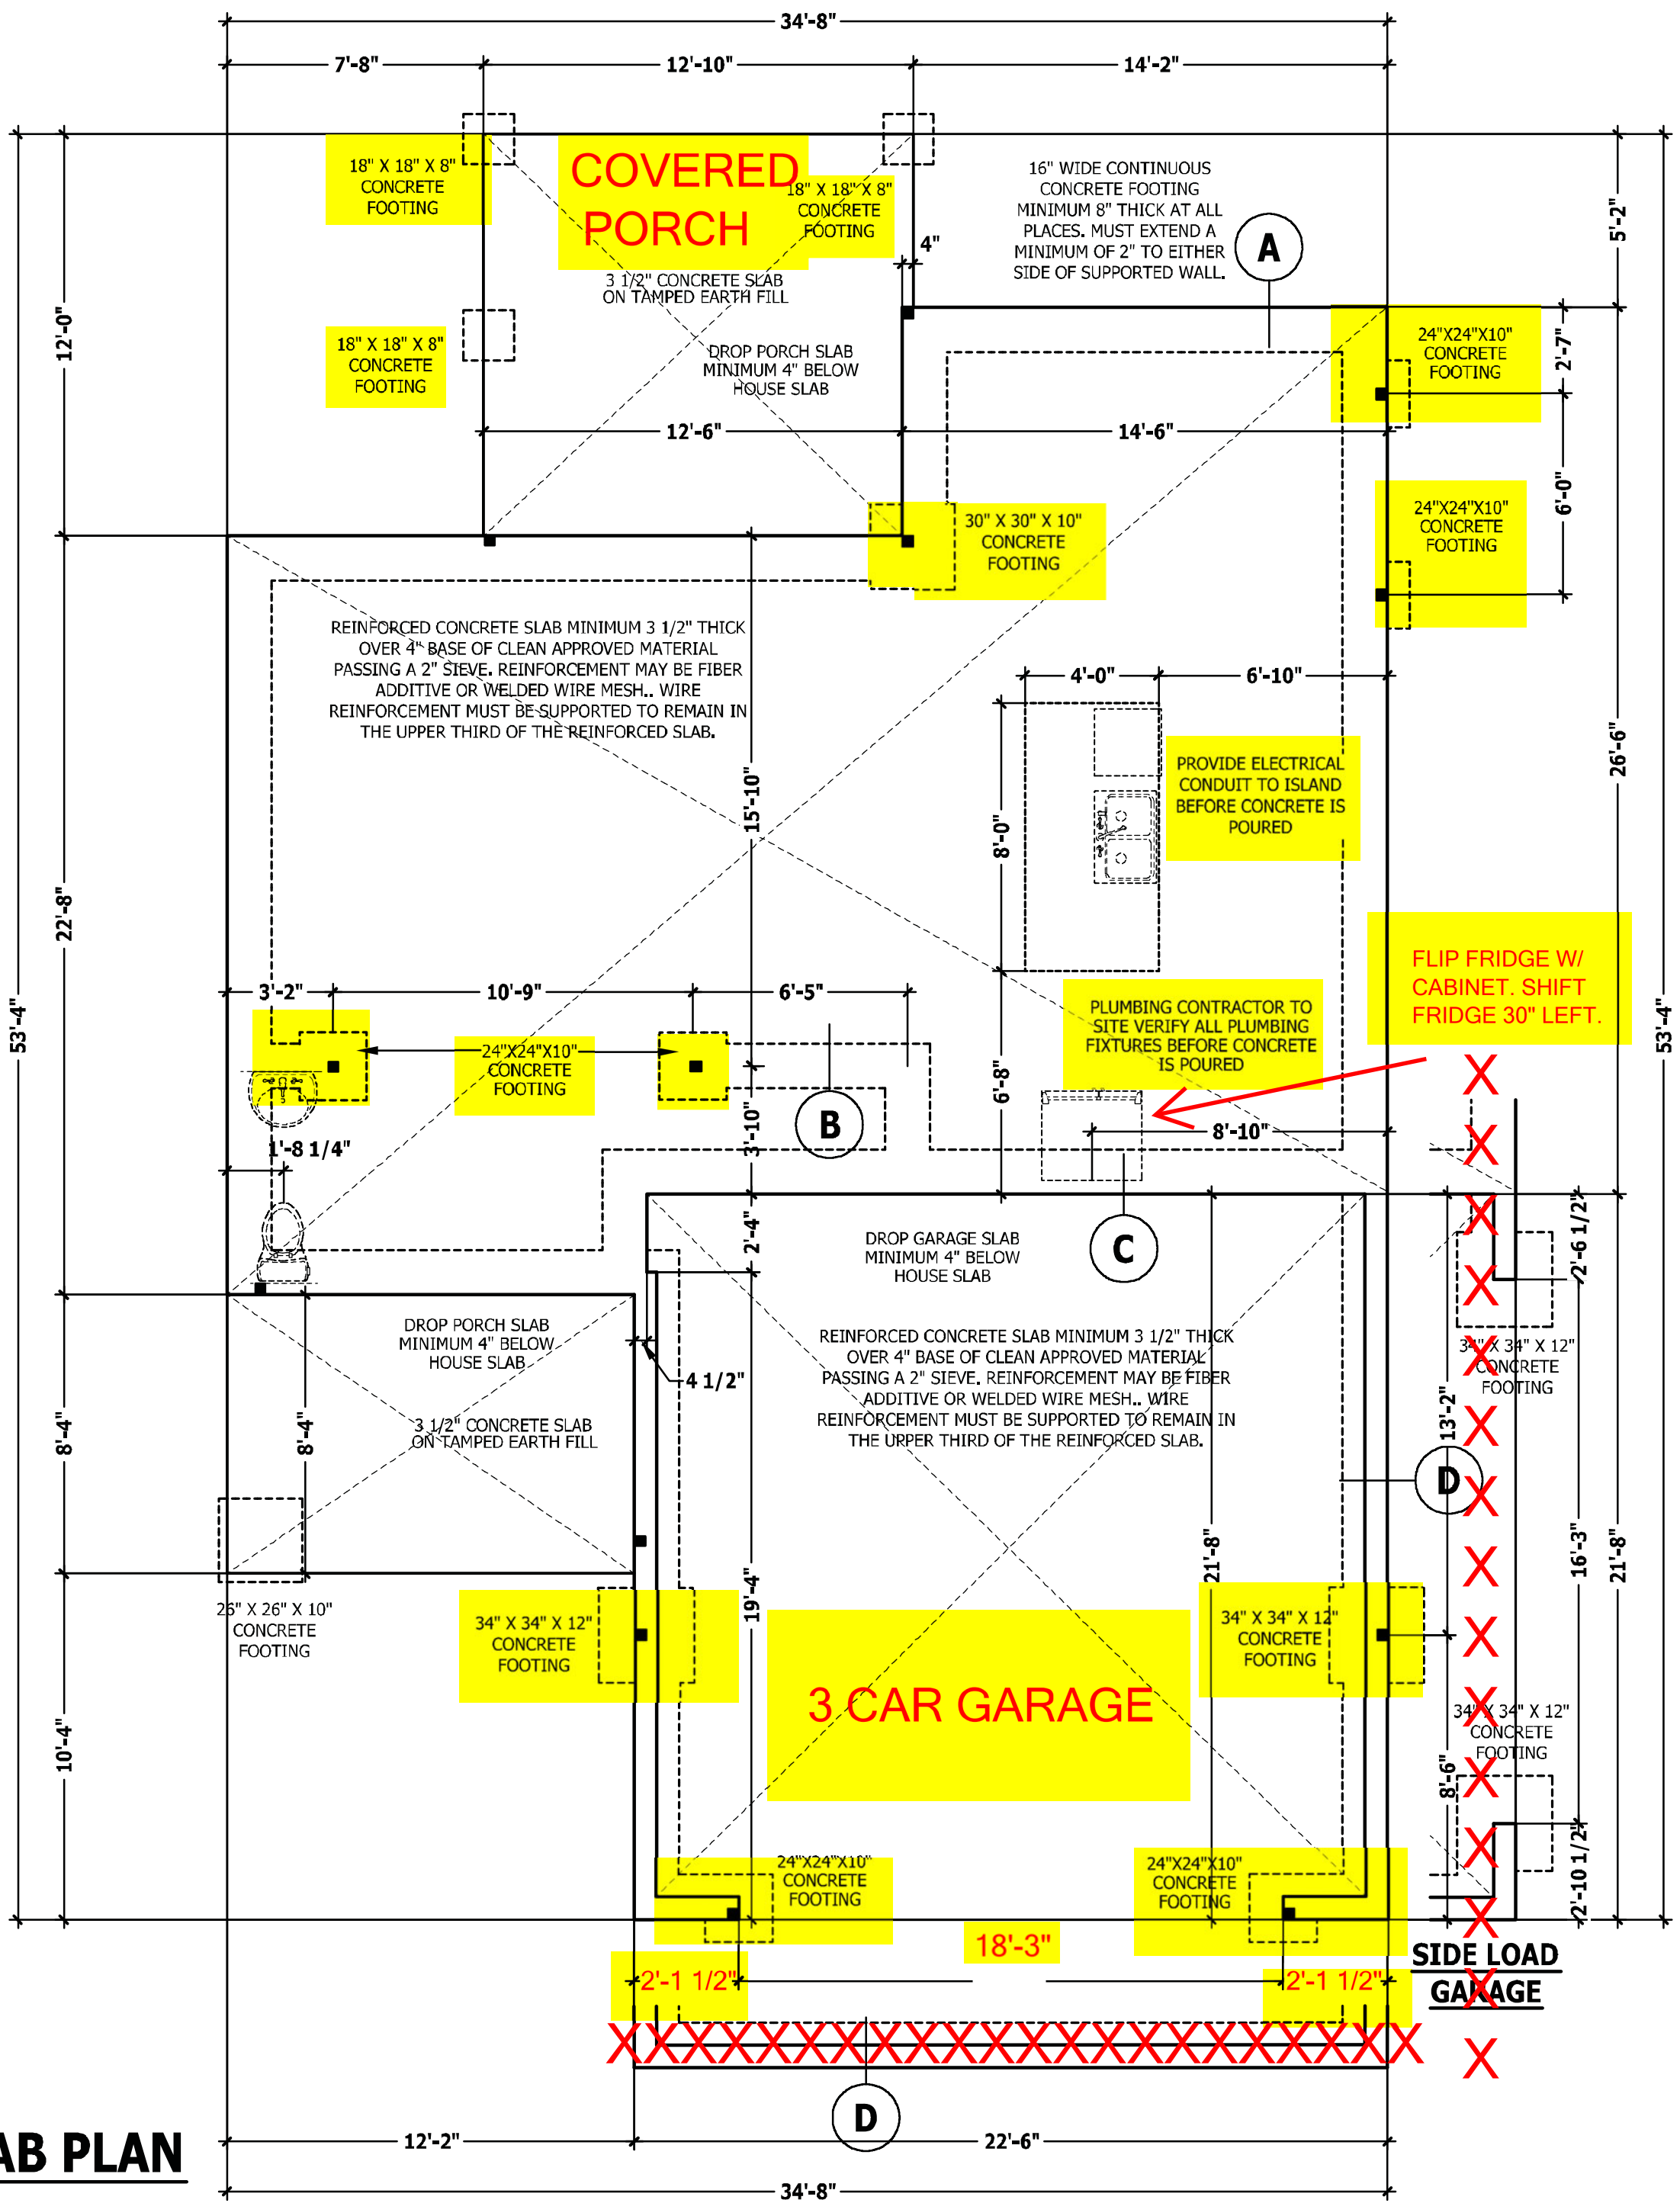 34'-8"
7'-8"
12'-10"
14'-2"
18" X 18" X 8"
CONCRETE
FOOTING
COVERED
PORCH
18" X 18" X 8"
CONCRETE
FOOTING
4"
3 1/2" CONCRETE SLAB
ON TAMPED EARTH FILL
16" WIDE CONTINUOUS
CONCRETE FOOTING
MINIMUM 8" THICK AT ALL
PLACES. MUST EXTEND A
MINIMUM OF 2" TO EITHER
SIDE OF SUPPORTED WALL.
A
5'-2"
12'-0"
18" X 18" X 8"
CONCRETE
FOOTING
DROP PORCH SLAB
MINIMUM 4" BELOW
HOUSE SLAB
24"X24"X10"
CONCRETE
FOOTING
2'-7"
12'-6"
14'-6"
30" X 30" X 10"
CONCRETE
FOOTING
24"X24"X10"
CONCRETE
FOOTING
6'-0"
REINFORCED CONCRETE SLAB MINIMUM 3 1/2" THICK
OVER 4" BASE OF CLEAN APPROVED MATERIAL
PASSING A 2" SIEVE. REINFORCEMENT MAY BE FIBER
ADDITIVE OR WELDED WIRE MESH.. WIRE
REINFORCEMENT MUST BE SUPPORTED TO REMAIN IN
THE UPPER THIRD OF THE REINFORCED SLAB.
4'-0"
6'-10"
26'-6"
15'-10"
8'-0"
PROVIDE ELECTRICAL
CONDUIT TO ISLAND
BEFORE CONCRETE IS
POURED
22'-8"
53'-4"
53'-4"
FLIP FRIDGE W/
CABINET. SHIFT
FRIDGE 30" LEFT.
3'-2"
10'-9"
6'-5"
PLUMBING CONTRACTOR TO
SITE VERIFY ALL PLUMBING
FIXTURES BEFORE CONCRETE
IS POURED
24"X24"X10"
CONCRETE
FOOTING
6'-8"
X
B
3'-10"
8'-10"
X
1'-8 1/4"
2'-4"
DROP GARAGE SLAB
MINIMUM 4" BELOW
HOUSE SLAB
C
X
2'-6 1/2"
X
DROP PORCH SLAB
MINIMUM 4" BELOW
HOUSE SLAB
REINFORCED CONCRETE SLAB MINIMUM 3 1/2" THICK
OVER 4" BASE OF CLEAN APPROVED MATERIAL
PASSING A 2" SIEVE. REINFORCEMENT MAY BE FIBER
ADDITIVE OR WELDED WIRE MESH.. WIRE
REINFORCEMENT MUST BE SUPPORTED TO REMAIN IN
THE UPPER THIRD OF THE REINFORCED SLAB.
34" X 34" X 12"
CONCRETE
FOOTING
X
4 1/2"
8'-4"
8'-4"
3 1/2" CONCRETE SLAB
ON TAMPED EARTH FILL
13'-2"
X
D
X
21'-8"
16'-3"
21'-8"
X
19'-4"
26" X 26" X 10"
CONCRETE
FOOTING
34" X 34" X 12"
CONCRETE
FOOTING
34" X 34" X 12"
CONCRETE
FOOTING
X
3 CAR GARAGE
10'-4"
34" X 34" X 12"
CONCRETE
FOOTING
X
8'-6"
X
24"X24"X10"
CONCRETE
FOOTING
24"X24"X10"
CONCRETE
FOOTING
X
2'-10 1/2"
X
18'-3"
SIDE LOAD
GARAGE
X
2'-1 1/2"
2'-1 1/2"
XXXXXXXXXXXXXXXXXXXXXX
X
D
12'-2"
22'-6"
AB PLAN
34'-8"